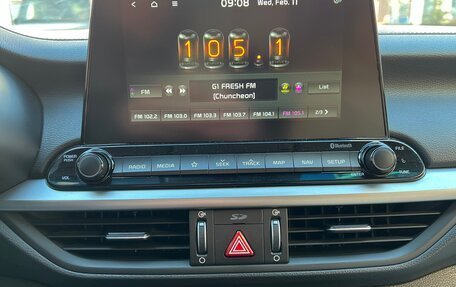 09:08 Wed, Feb. 11
105.1
FM G1 FRESH FM List
(Chuncheon)
FM 102.2 FM 103.0 FM 103.3 FM 103.7 FM 104.1 FM 105.1 2/3
Bluetooth
POWER PUSH RADIO MEDIA SEEK TRACK MAP NAV SETUP FILE
VOL ENTER TUNE
SD